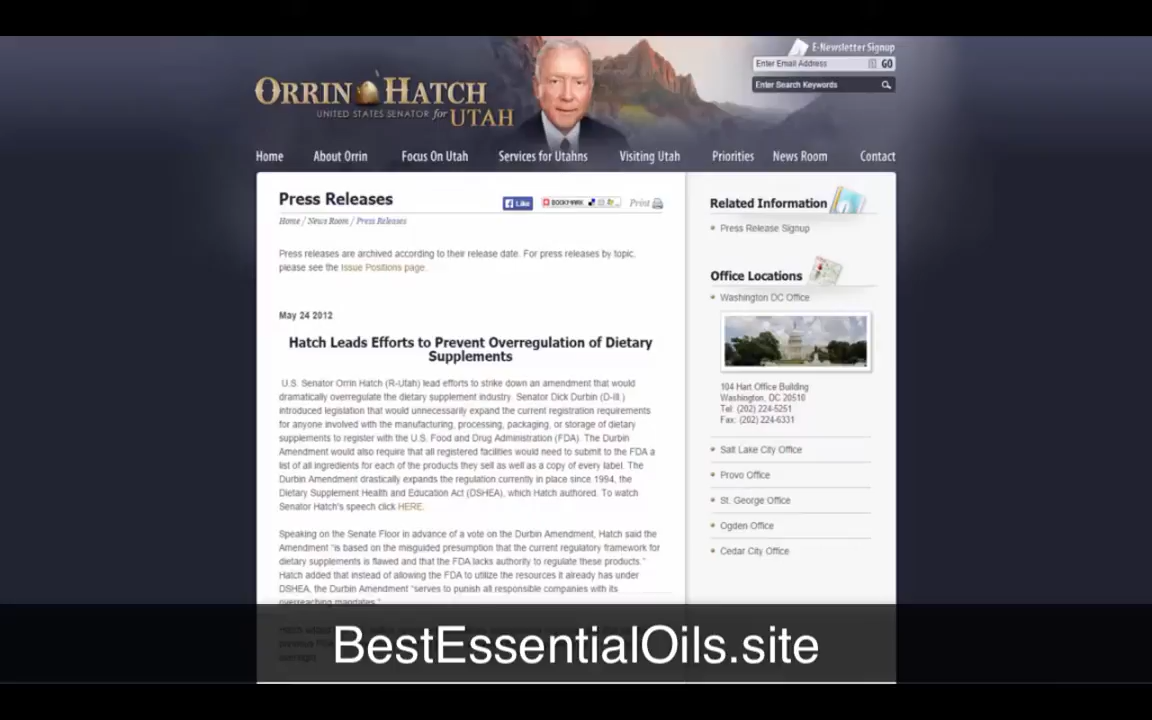 E-Newsletter Signup
Enter Email Address GO
ORRIN HATCH
Enter Search Keywords
UNITED STATES SENATOR for UTAH
Home About Orrin Focus On Utah Services for Utahns Visiting Utah Priorities News Room Contact
Press Releases
Like BOOKMARK Print
Home / News Room / Press Releases
Press releases are archived according to their release date. For press releases by topic,
please see the Issue Positions page.
May 24 2012
Hatch Leads Efforts to Prevent Overregulation of Dietary
Supplements
U.S. Senator Orrin Hatch (R-Utah) lead efforts to strike down an amendment that would
dramatically overregulate the dietary supplement industry. Senator Dick Durbin (D-Ill.)
introduced legislation that would unnecessarily expand the current registration requirements
for anyone involved with the manufacturing, processing, packaging, or storage of dietary
supplements to register with the U.S. Food and Drug Administration (FDA). The Durbin
Amendment would also require that all registered facilities would need to submit to the FDA a
list of all ingredients for each of the products they sell as well as a copy of every label. The
Durbin Amendment drastically expands the regulation currently in place since 1994, the
Dietary Supplement Health and Education Act (DSHEA), which Hatch authored. To watch
Senator Hatch's speech click HERE.
Speaking on the Senate Floor in advance of a vote on the Durbin Amendment, Hatch said the
Amendment "is based on the misguided presumption that the current regulatory framework for
dietary supplements is flawed and that the FDA lacks authority to regulate these products."
Hatch added that instead of allowing the FDA to utilize the resources it already has under
DSHEA, the Durbin Amendment "serves to punish all responsible companies with its
overreaching mandates."
Related Information
Press Release Signup
Office Locations
Washington DC Office
104 Hart Office Building
Washington, DC 20510
Tel: (202) 224-5251
Fax: (202) 224-6331
Salt Lake City Office
Provo Office
St. George Office
Ogden Office
Cedar City Office
BestEssentialOils.site